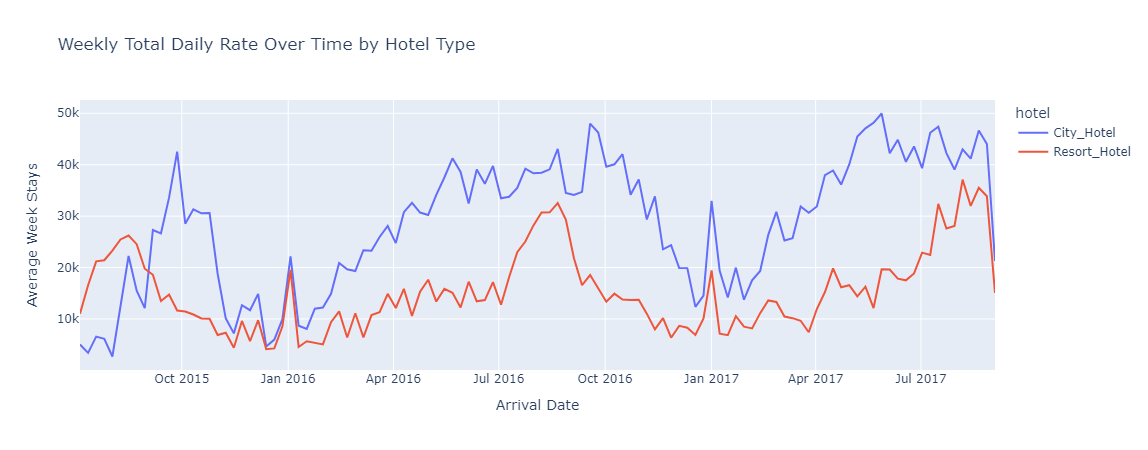 Weekly Total Daily Rate Over Time by Hotel Type
hotel
City_Hotel
Resort_Hotel
Average Week Stays
50k
40k
30k
20k
10k
Oct 2015 Jan 2016 Apr 2016 Jul 2016 Oct 2016 Jan 2017 Apr 2017 Jul 2017
Arrival Date